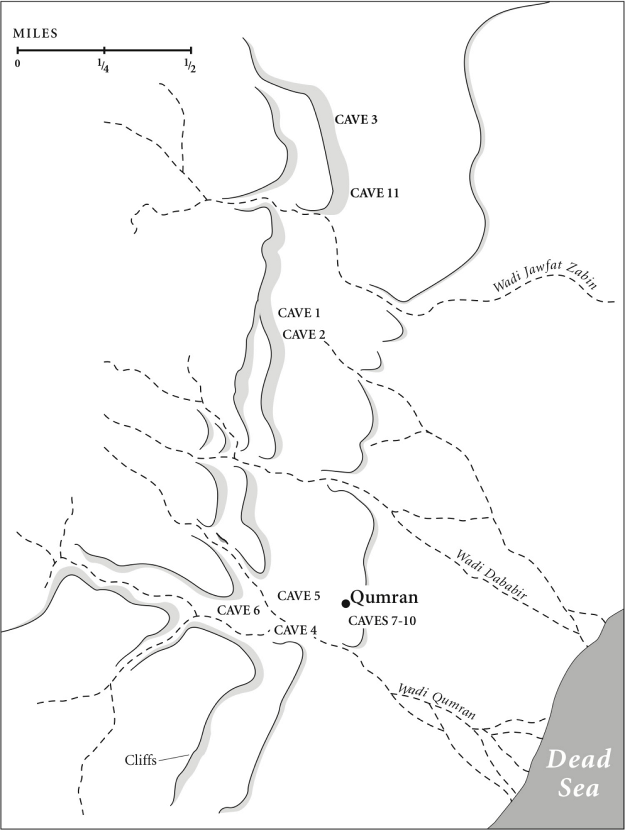 MILES
0 1/4 1/2
CAVE 3
CAVE 11
Wadi Jawfat Zabin
CAVE 1
CAVE 2
Wadi Dababir
CAVE 5
Qumran
CAVE 6
CAVES 7-10
CAVE 4
Wadi Qumran
Cliffs
Dead
Sea